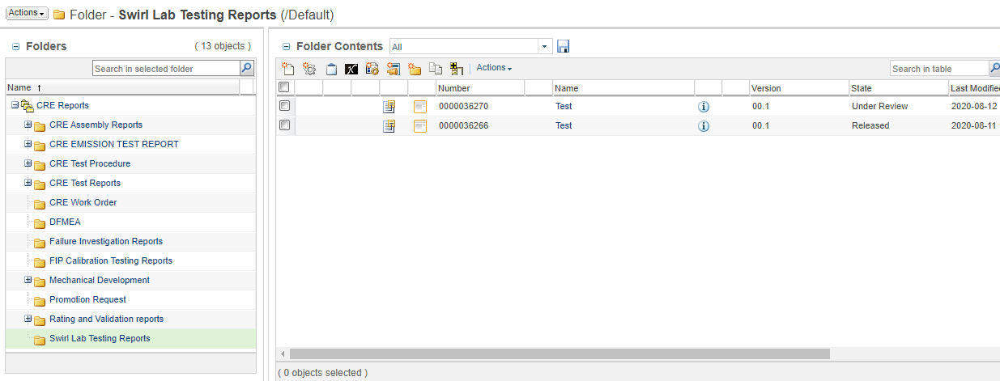 Actions Folder - Swirl Lab Testing Reports (/Default)
Folders ( 13 objects )
Search in selected folder
Name
CRE Reports
CRE Assembly Reports
CRE EMISSION TEST REPORT
CRE Test Procedure
CRE Test Reports
CRE Work Order
DFMEA
Failure Investigation Reports
FIP Calibration Testing Reports
Mechanical Development
Promotion Request
Rating and Validation reports
Swirl Lab Testing Reports
Folder Contents All
Actions Search in table
Number Name Version State Last Modified
0000036270 Test 00.1 Under Review 2020-08-12
0000036266 Test 00.1 Released 2020-08-11
( 0 objects selected )